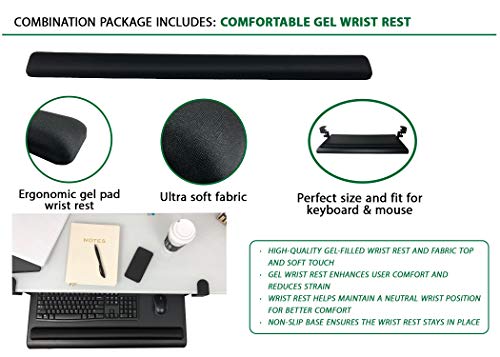 COMBINATION PACKAGE INCLUDES: COMFORTABLE GEL WRIST REST
Ergonomic gel pad
wrist rest
Ultra soft fabric
Perfect size and fit for
keyboard & mouse
NOTES
• HIGH-QUALITY GEL-FILLED WRIST REST AND FABRIC TOP
AND SOFT TOUCH
• GEL WRIST REST ENHANCES USER COMFORT AND
REDUCES STRAIN
• WRIST REST HELPS MAINTAIN A NEUTRAL WRIST POSITION
FOR BETTER COMFORT
• NON-SLIP BASE ENSURES THE WRIST REST STAYS IN PLACE